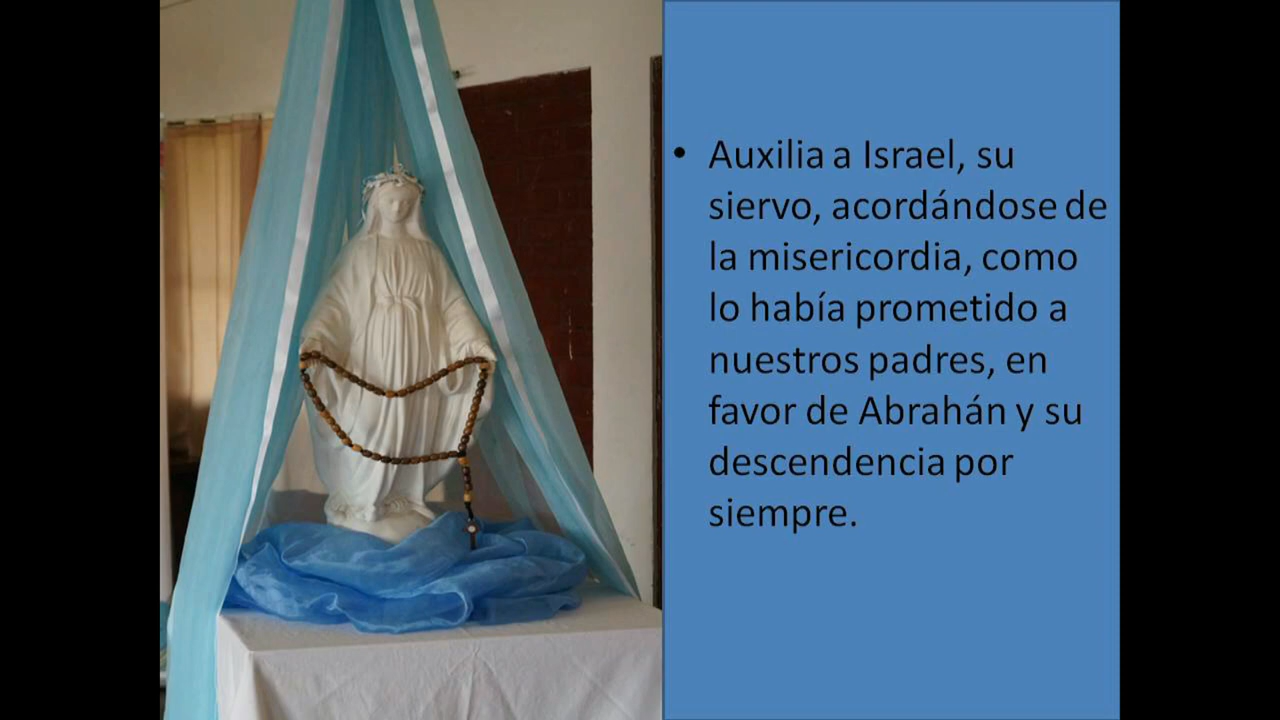 • Auxilia a Israel, su
siervo, acordándose de
la misericordia, como
lo había prometido a
nuestros padres, en
favor de Abrahán y su
descendencia por
siempre.